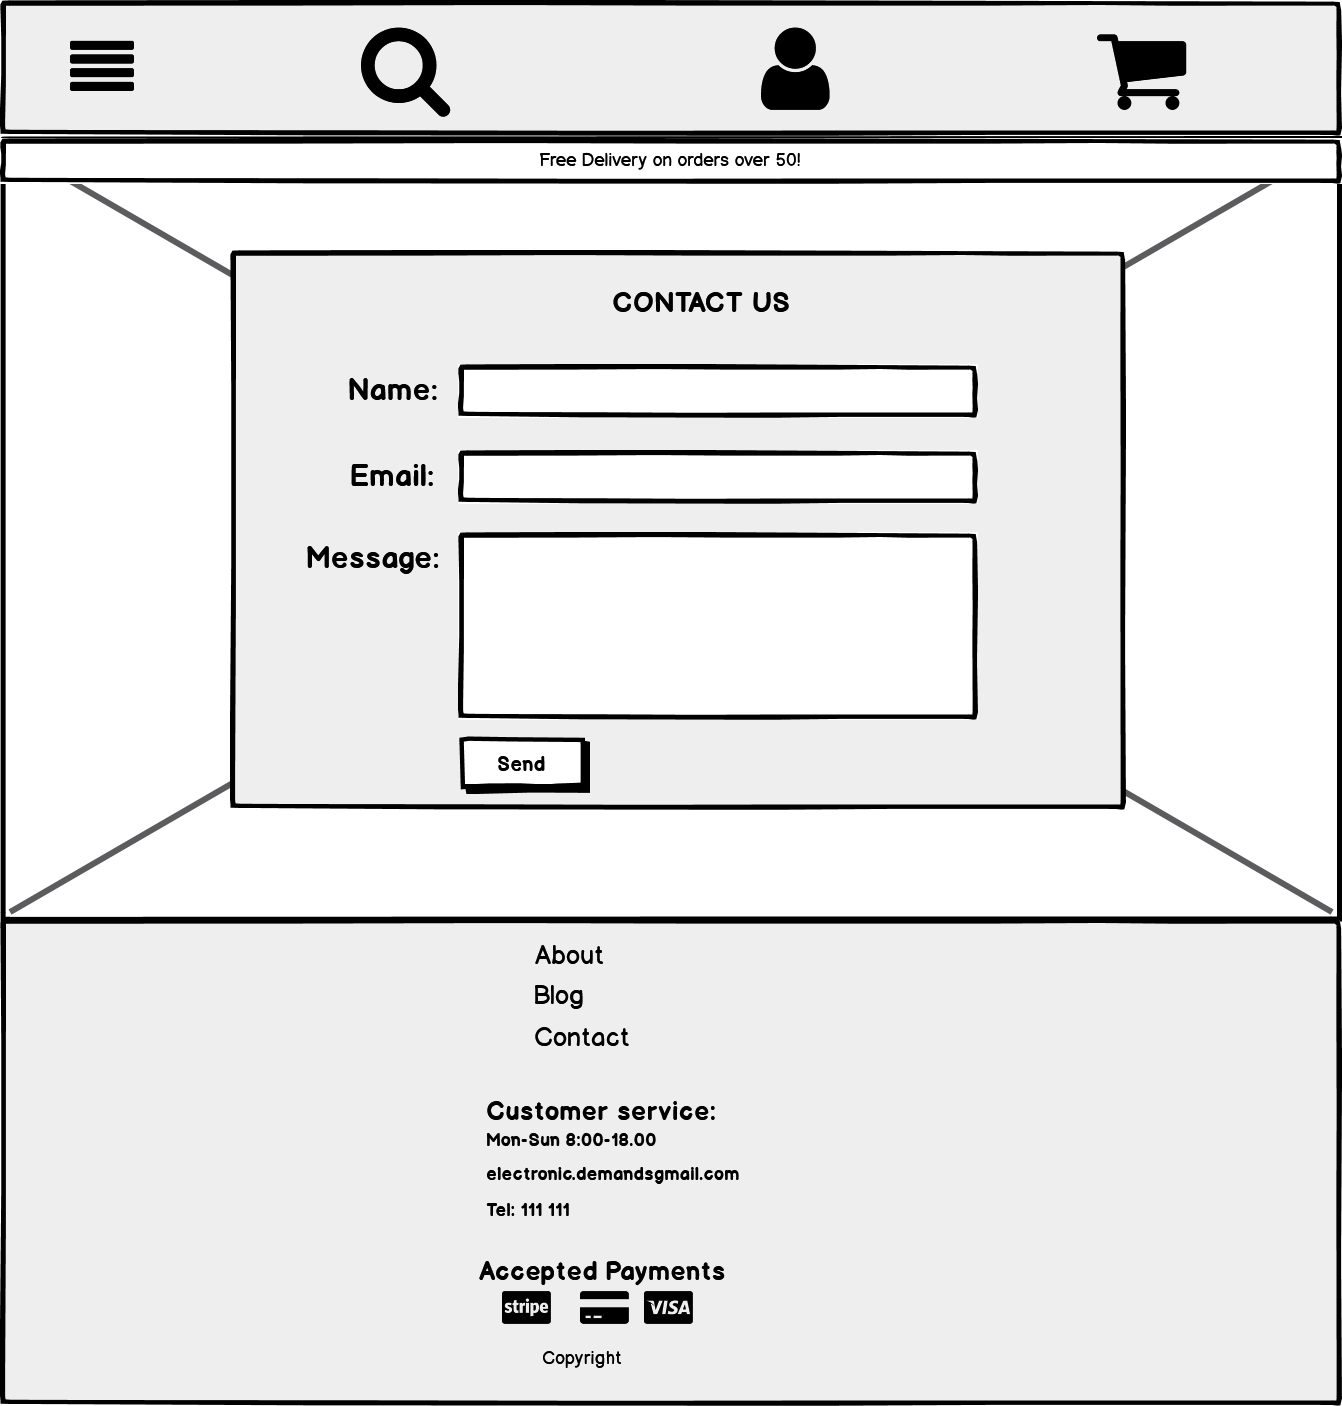 Free Delivery on orders over 50!
CONTACT US
Name:
Email:
Message:
Send
About
Blog
Contact
Customer service:
Mon-Sun 8:00-18.00
electronic.demandsgmail.com
Tel: 111 111
Accepted Payments
stripe VISA
Copyright